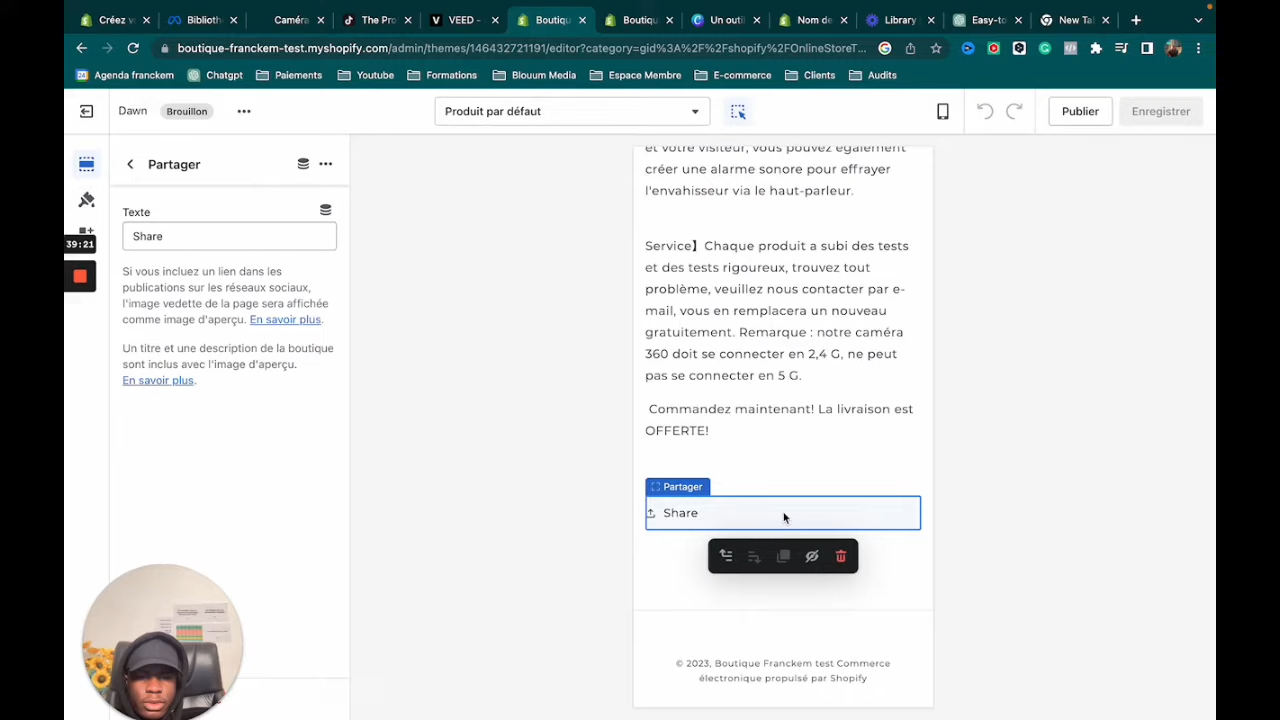 Créez v
Biblioth
Caméra
The Pro
VEED -
Boutiqu
Boutiqu
Un outil
Nom de
Library
Easy-to
New Tal
boutique-franckem-test.myshopify.com/admin/themes/146432721191/editor?category=gid%3A%2F%2Fshopify%2FOnlineStoreT...
Agenda franckem
Chatgpt
Paiements
Youtube
Formations
Blouum Media
Espace Membre
E-commerce
Clients
Audits
Dawn
Brouillon
Produit par défaut
Publier
Enregistrer
Partager
Texte
Share
39:21
Si vous incluez un lien dans les
publications sur les réseaux sociaux,
l'image vedette de la page sera affichée
comme image d'aperçu. En savoir plus.
Un titre et une description de la boutique
sont inclus avec l'image d'aperçu.
En savoir plus.
et votre visiteur, vous pouvez également
créer une alarme sonore pour effrayer
l'envahisseur via le haut-parleur.
Service】Chaque produit a subi des tests
et des tests rigoureux, trouvez tout
problème, veuillez nous contacter par e-
mail, vous en remplacera un nouveau
gratuitement. Remarque : notre caméra
360 doit se connecter en 2,4 G, ne peut
pas se connecter en 5 G.
Commandez maintenant! La livraison est
OFFERTE!
Partager
Share
© 2023, Boutique Franckem test Commerce
électronique propulsé par Shopify